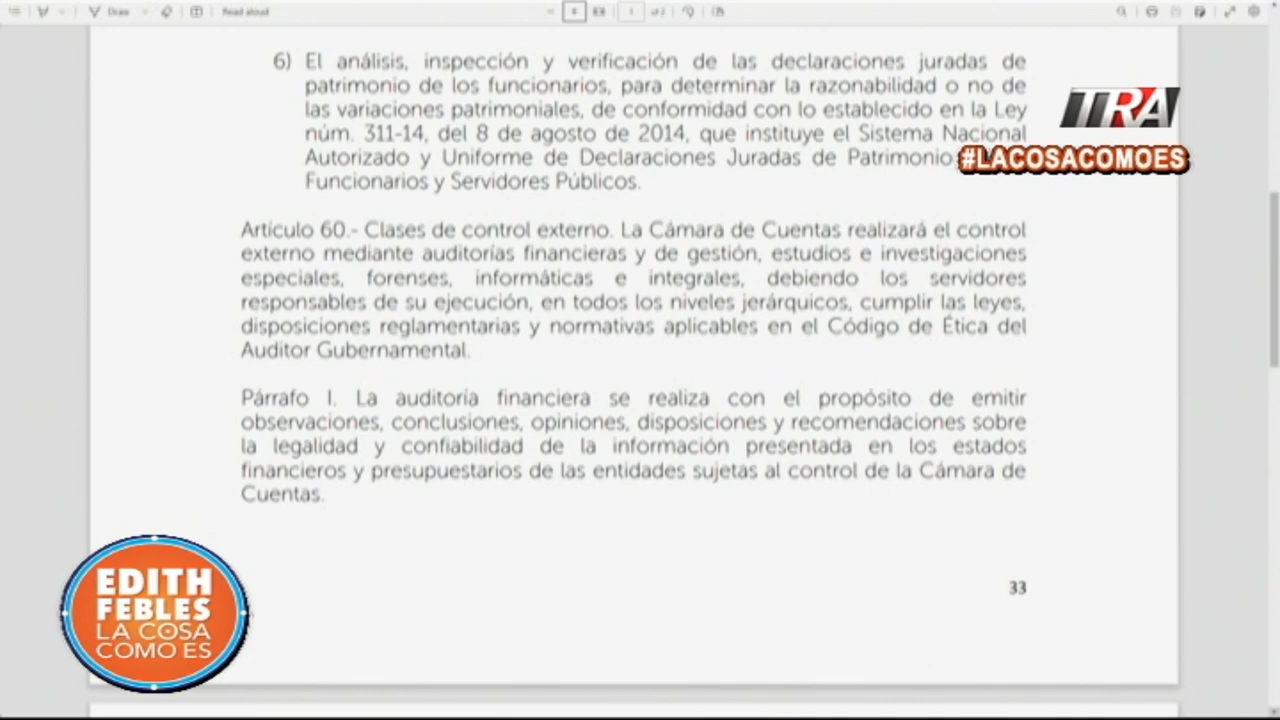 Draw
Read aloud
1
of 2
6) El análisis, inspección y verificación de las declaraciones juradas de
patrimonio de los funcionarios, para determinar la razonabilidad o no de
las variaciones patrimoniales, de conformidad con lo establecido en la Ley
núm. 311-14, del 8 de agosto de 2014, que instituye el Sistema Nacional
Autorizado y Uniforme de Declaraciones Juradas de Patrimonio
Funcionarios y Servidores Públicos.
TRA
#LACOSACOMOES
Artículo 60.- Clases de control externo. La Cámara de Cuentas realizará el control
externo mediante auditorías financieras y de gestión, estudios e investigaciones
especiales, forenses, informáticas e integrales, debiendo los servidores
responsables de su ejecución, en todos los niveles jerárquicos, cumplir las leyes,
disposiciones reglamentarias y normativas aplicables en el Código de Ética del
Auditor Gubernamental.
Párrafo I. La auditoría financiera se realiza con el propósito de emitir
observaciones, conclusiones, opiniones, disposiciones y recomendaciones sobre
la legalidad y confiabilidad de la información presentada en los estados
financieros y presupuestarios de las entidades sujetas al control de la Cámara de
Cuentas.
33
EDITH
FEBLES
LA COSA
COMO ES